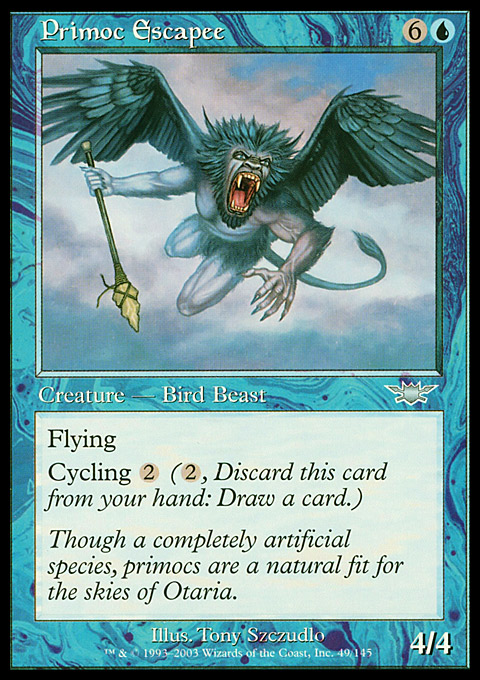 Primoc Escapee 6
Creature — Bird Beast
Flying
Cycling 2 (2, Discard this card
from your hand: Draw a card.)
Though a completely artificial
species, primocs are a natural fit for
the skies of Otaria.
Illus. Tony Szczudlo
4/4
™ & © 1993-2003 Wizards of the Coast, Inc. 49/145